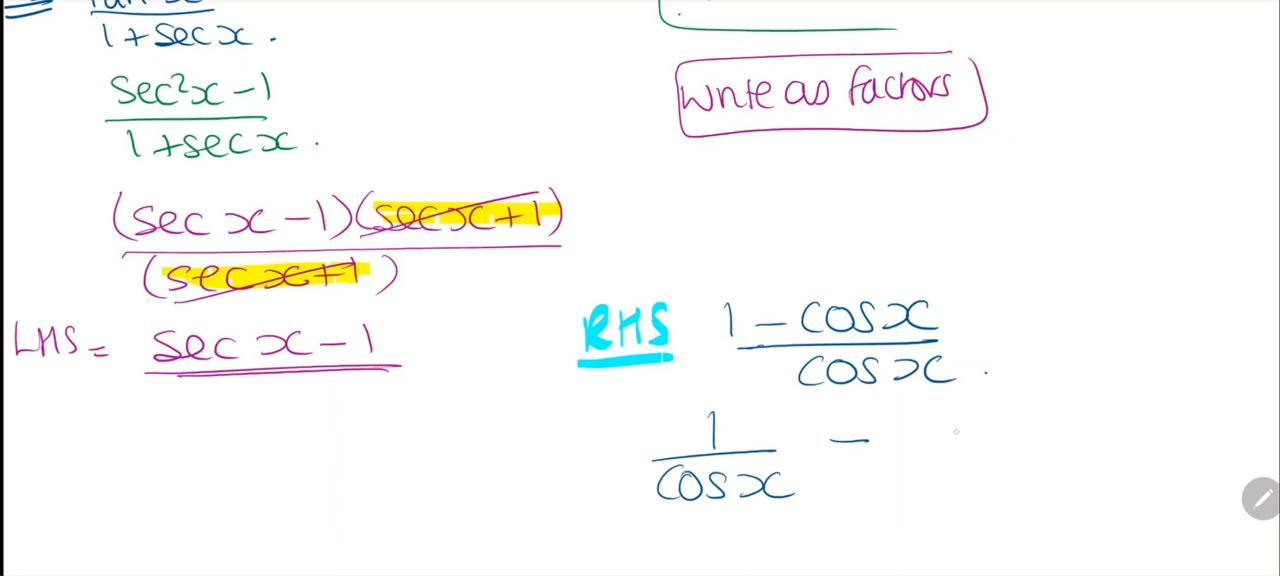 1 + sec x .
sec²x − 1
1 + sec x .
(sec x − 1)(sec x + 1)
(sec x + 1)
LHS = sec x − 1
Write as factors
RHS 1 − cos x
cos x .
1 −
cos x